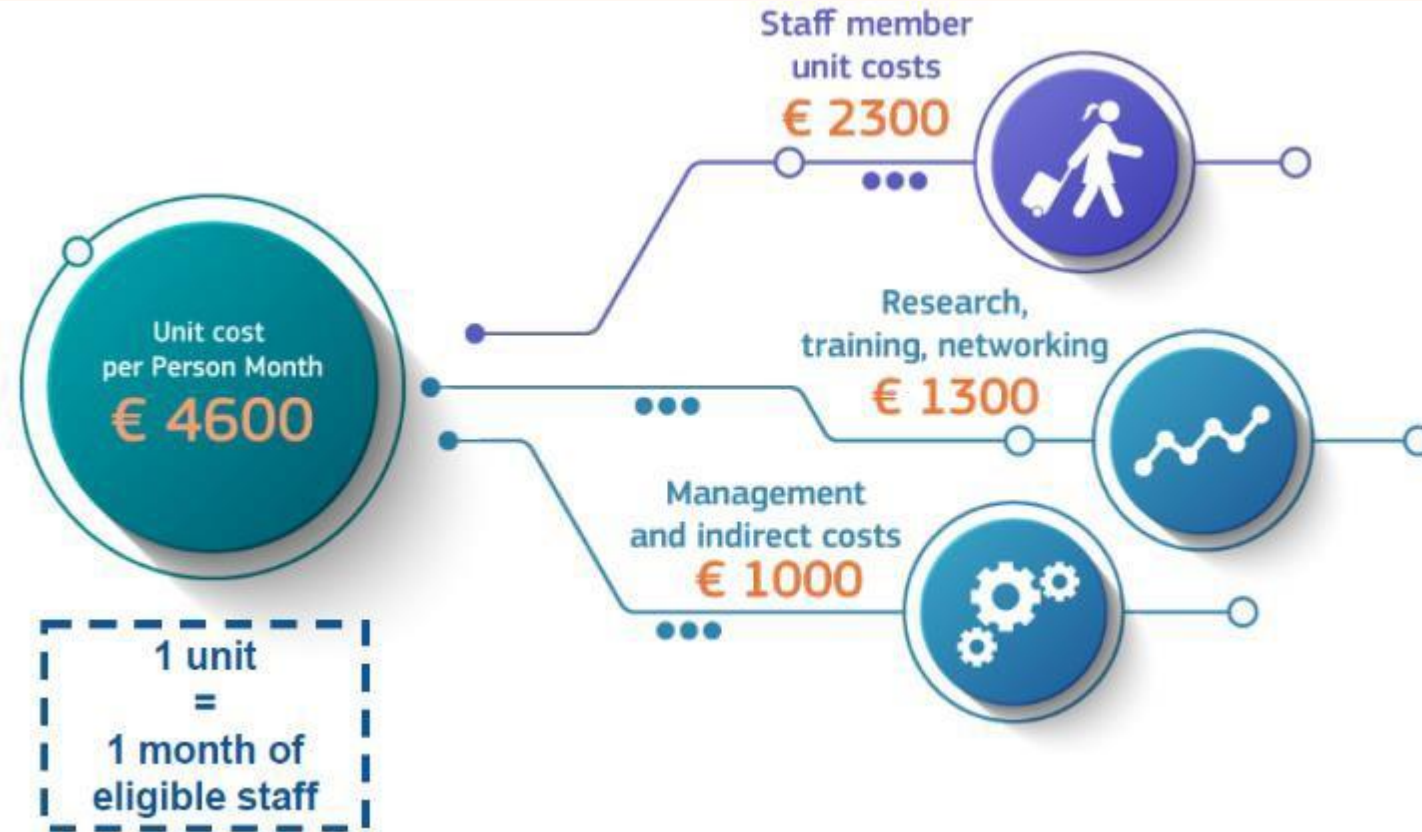 Staff member
unit costs
€ 2300
Unit cost
per Person Month
€ 4600
Research,
training, networking
€ 1300
Management
and indirect costs
€ 1000
1 unit
=
1 month of
eligible staff